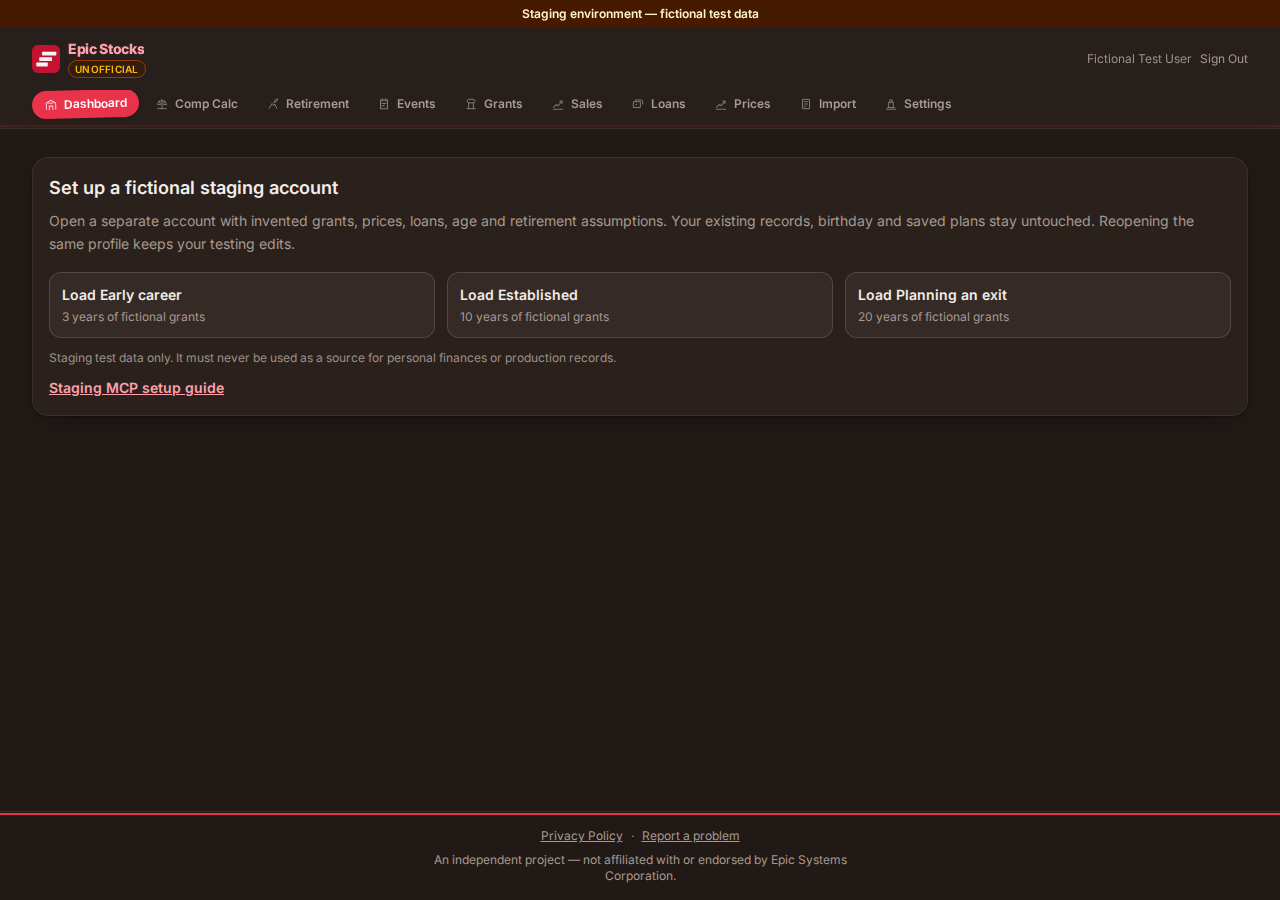 Staging environment — fictional test data
Epic Stocks
UNOFFICIAL
Fictional Test User Sign Out
Dashboard Comp Calc Retirement Events Grants Sales Loans Prices Import Settings
Set up a fictional staging account
Open a separate account with invented grants, prices, loans, age and retirement assumptions. Your existing records, birthday and saved plans stay untouched. Reopening the
same profile keeps your testing edits.
Load Early career
3 years of fictional grants
Load Established
10 years of fictional grants
Load Planning an exit
20 years of fictional grants
Staging test data only. It must never be used as a source for personal finances or production records.
Staging MCP setup guide
Privacy Policy · Report a problem
An independent project — not affiliated with or endorsed by Epic Systems
Corporation.